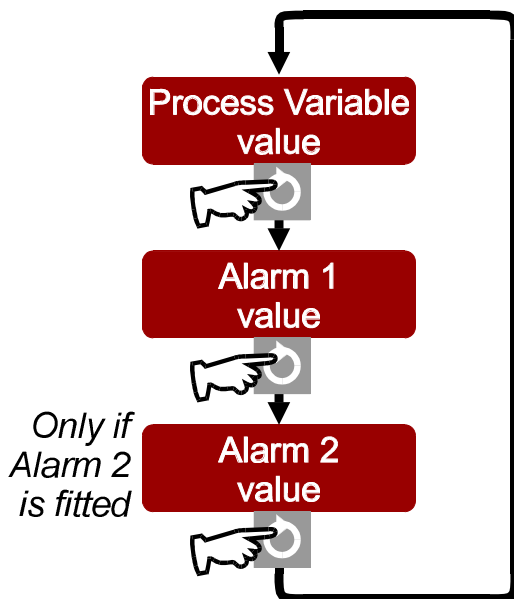 Process Variable
value
Alarm 1
value
Only if
Alarm 2
is fitted
Alarm 2
value